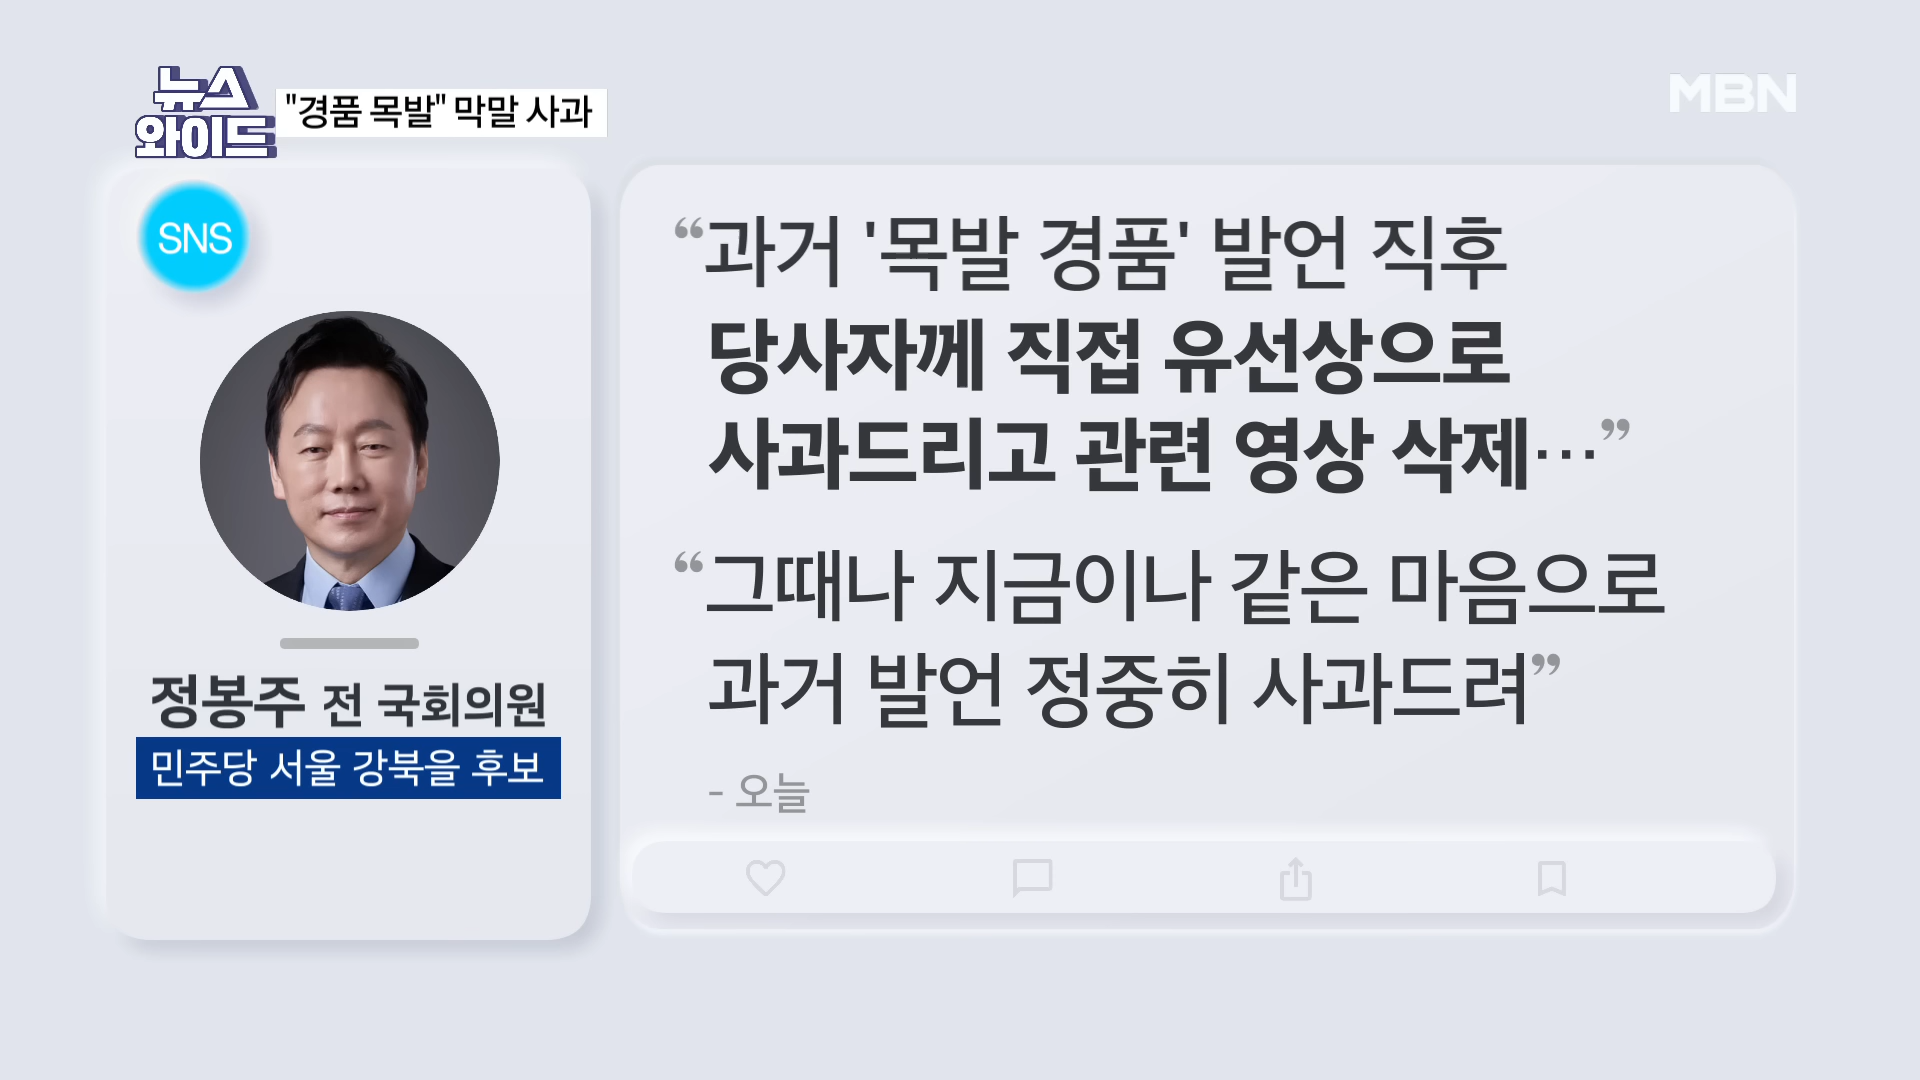 뉴스
와이드
"경품 목발" 막말 사과
MBN
SNS
정봉주 전 국회의원
민주당 서울 강북을 후보
“과거 '목발 경품' 발언 직후
당사자께 직접 유선상으로
사과드리고 관련 영상 삭제…”
“그때나 지금이나 같은 마음으로
과거 발언 정중히 사과드려”
- 오늘